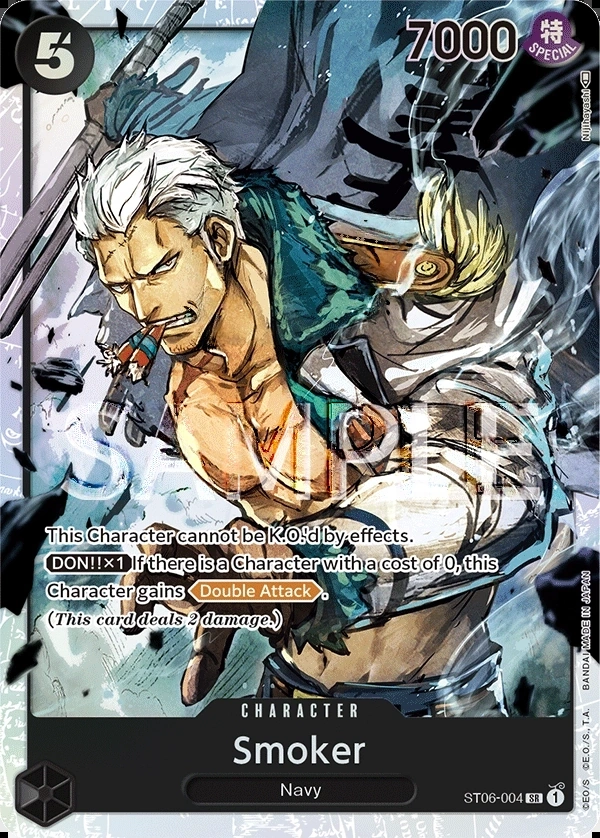 5
7000
特
SPECIAL
Nijihayashi
SAMPLE
This Character cannot be K.O.'d by effects.
DON!!×1 If there is a Character with a cost of 0, this
Character gains Double Attack.
(This card deals 2 damage.)
CHARACTER
Smoker
Navy
ST06-004 SR 1
©EO/S ©E.O./S., T.A. BANDAI MADE IN JAPAN